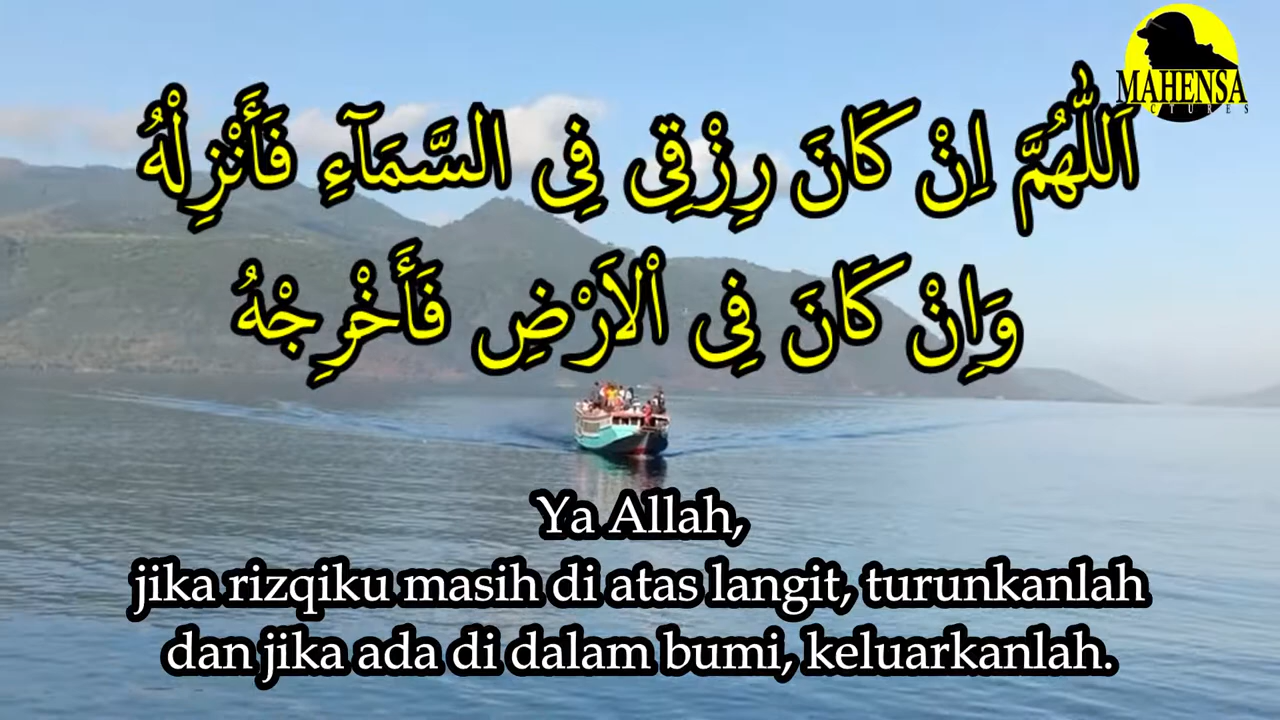 MAHENSA
اَللّٰهُمَّ اِنْ كَانَ رِزْقِى فِى السَّمَآءِ فَأَنْزِلْهُ
وَاِنْ كَانَ فِى اْلاَرْضِ فَأَخْرِجْهُ
Ya Allah,
jika rizqiku masih di atas langit, turunkanlah
dan jika ada di dalam bumi, keluarkanlah.